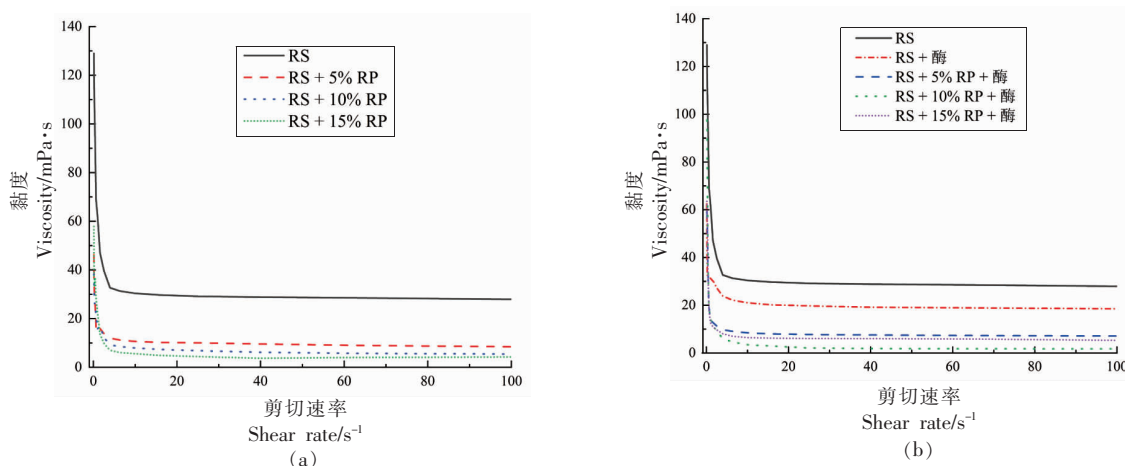 140
120
100
80
60
40
20
0
0 20 40 60 80 100
黏度
Viscosity/mPa·s
RS
RS + 5% RP
RS + 10% RP
RS + 15% RP
剪切速率
Shear rate/s⁻¹
(a)
140
120
100
80
60
40
20
0
0 20 40 60 80 100
黏度
Viscosity/mPa·s
RS
RS + 酶
RS + 5% RP + 酶
RS + 10% RP + 酶
RS + 15% RP + 酶
剪切速率
Shear rate/s⁻¹
(b)